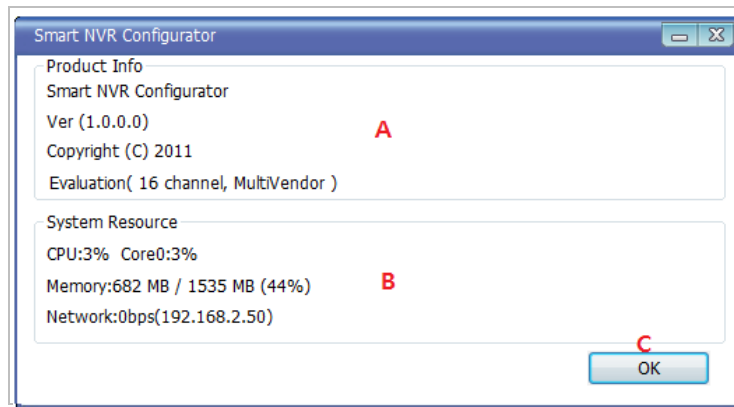 Smart NVR Configurator
Product Info
Smart NVR Configurator
Ver (1.0.0.0)
A
Copyright (C) 2011
Evaluation( 16 channel, MultiVendor )
System Resource
CPU:3% Core0:3%
Memory:682 MB / 1535 MB (44%)
B
Network:0bps(192.168.2.50)
C
OK